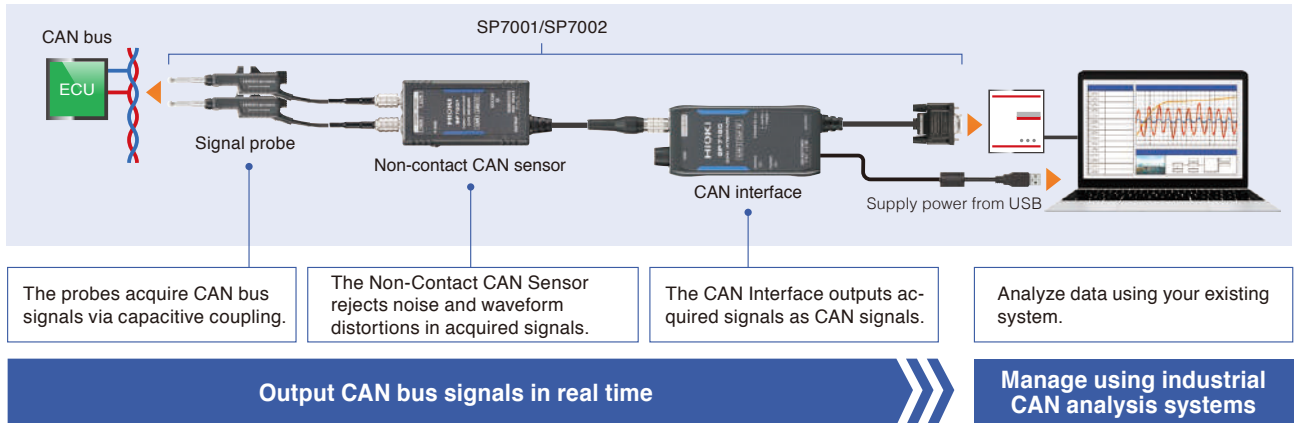 SP7001/SP7002
CAN bus
ECU
Signal probe
HIOKI
Non-contact CAN sensor
HIOKI
CAN interface
Supply power from USB
The probes acquire CAN bus
signals via capacitive coupling.
The Non-Contact CAN Sensor
rejects noise and waveform
distortions in acquired signals.
The CAN Interface outputs ac-
quired signals as CAN signals.
Analyze data using your existing
system.
Output CAN bus signals in real time
Manage using industrial
CAN analysis systems